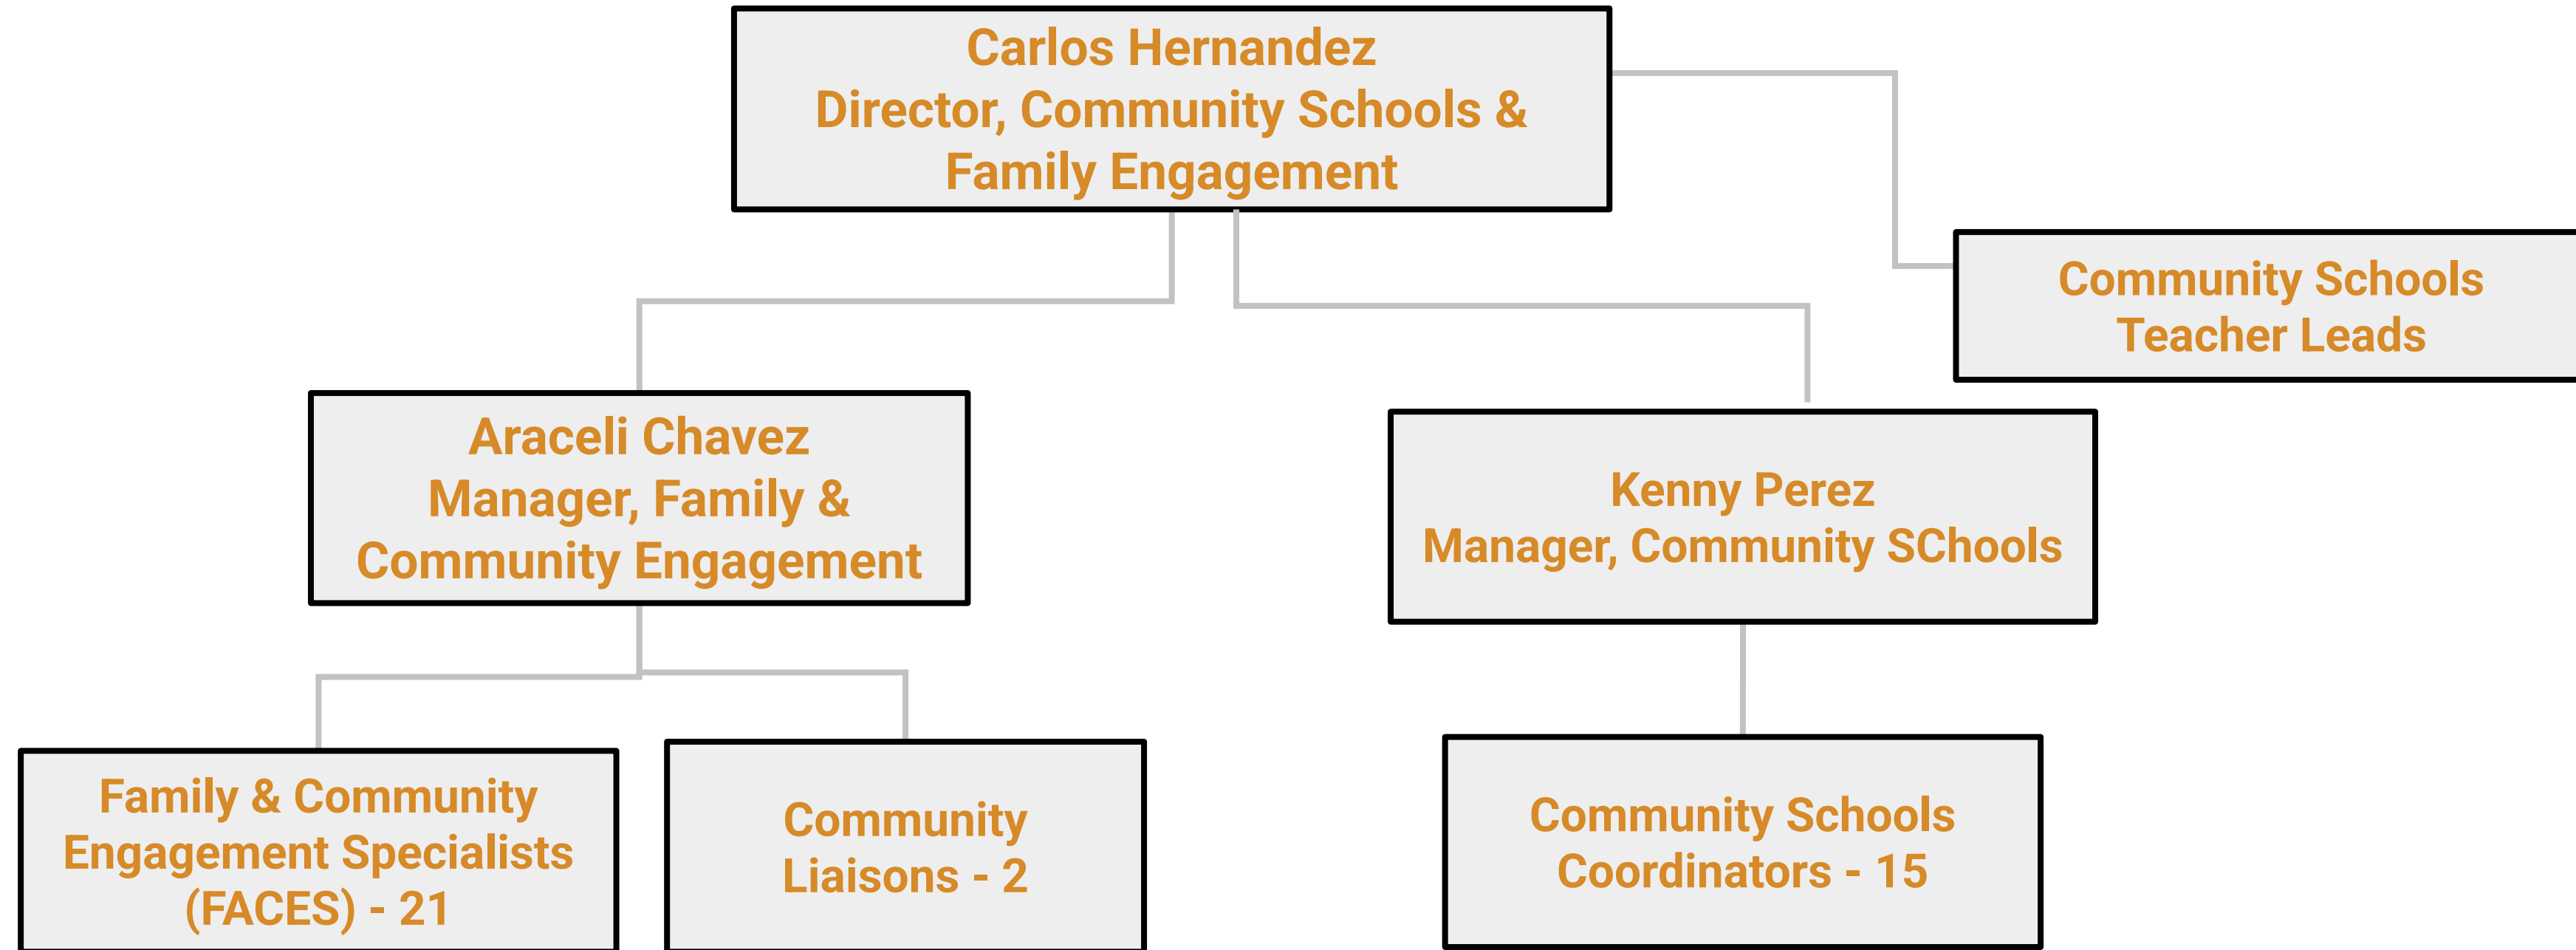 Carlos Hernandez
Director, Community Schools &
Family Engagement
Community Schools
Teacher Leads
Araceli Chavez
Manager, Family &
Community Engagement
Kenny Perez
Manager, Community SChools
Family & Community
Engagement Specialists
(FACES) - 21
Community
Liaisons - 2
Community Schools
Coordinators - 15